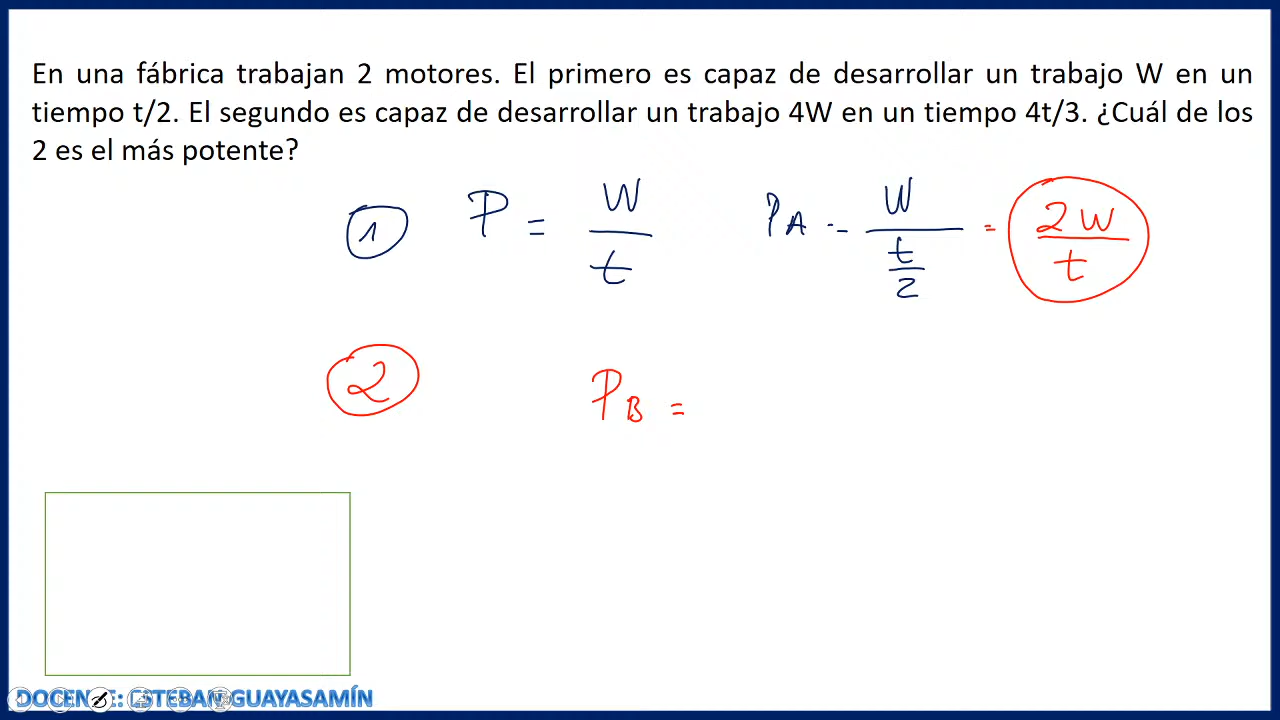 En una fábrica trabajan 2 motores. El primero es capaz de desarrollar un trabajo W en un
tiempo t/2. El segundo es capaz de desarrollar un trabajo 4W en un tiempo 4t/3. ¿Cuál de los
2 es el más potente?
1 P = W/t PA = W/(t/2) = 2W/t
2 PB =
DOCENTE: ESTEBAN GUAYASAMÍN